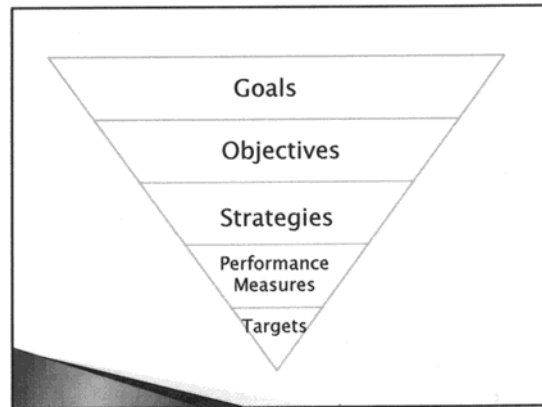 Goals
Objectives
Strategies
Performance
Measures
Targets